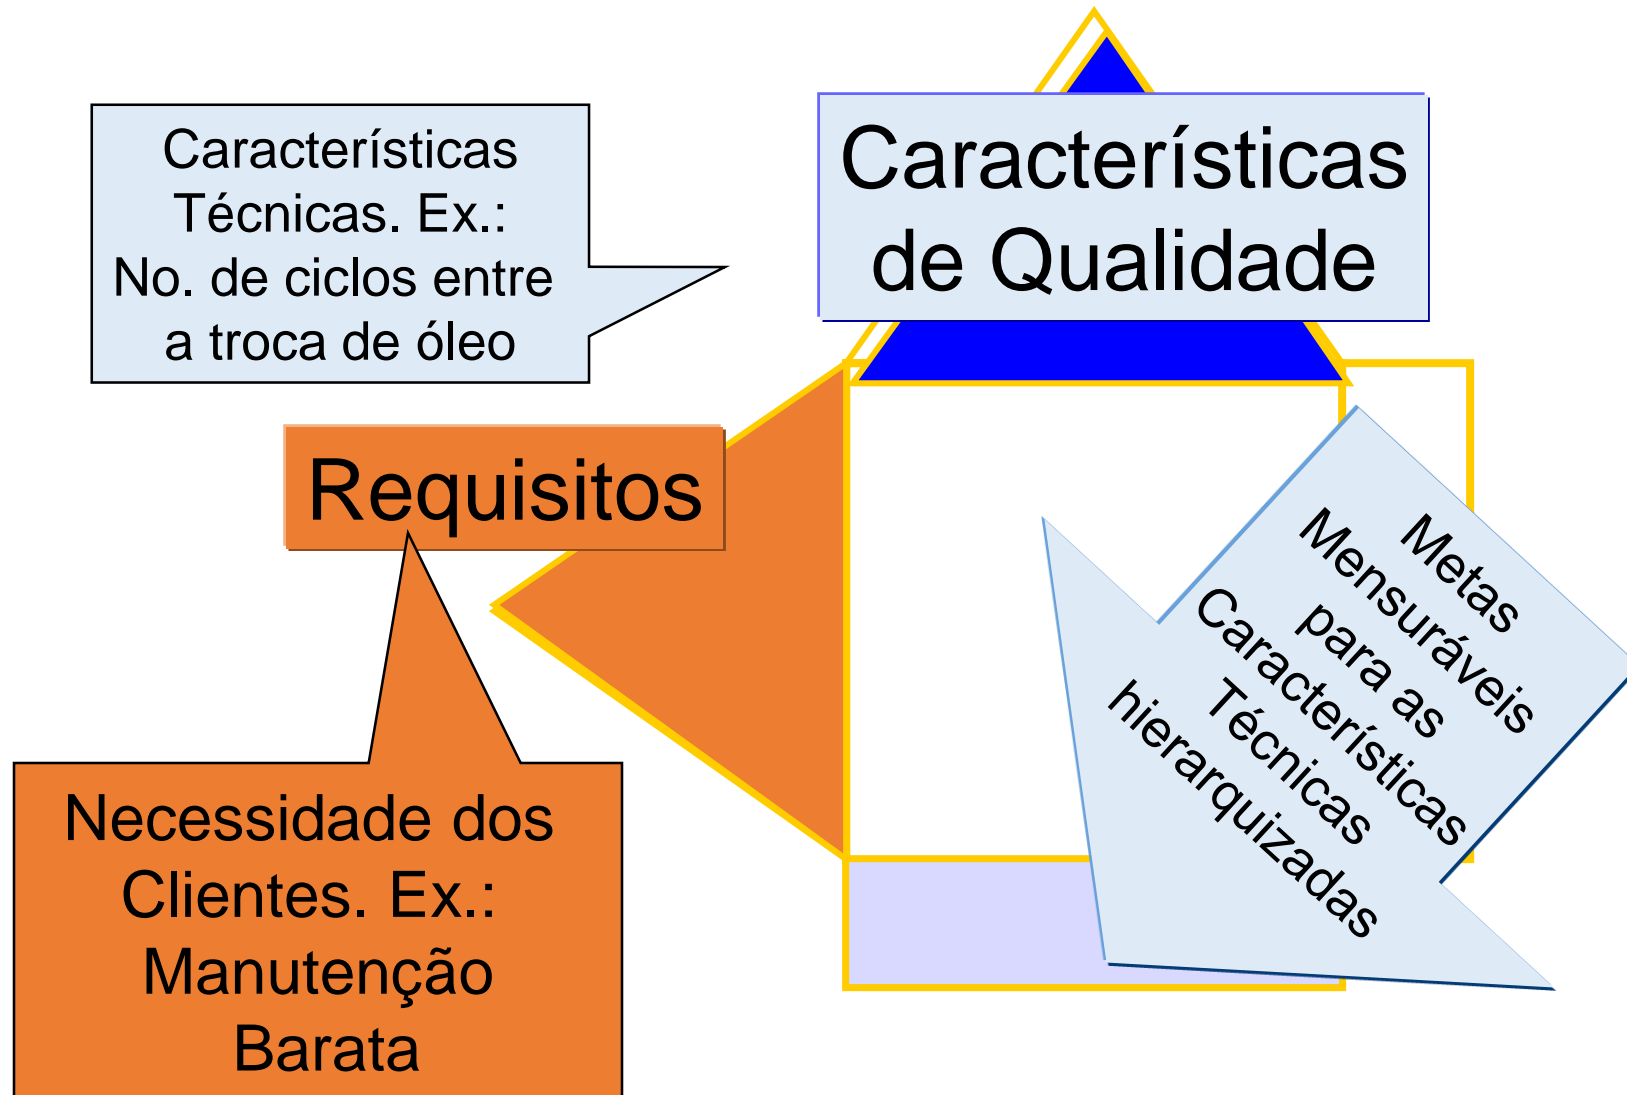 Características
Técnicas. Ex.:
No. de ciclos entre
a troca de óleo
Características
de Qualidade
Requisitos
Necessidade dos
Clientes. Ex.:
Manutenção
Barata
Metas
Mensuráveis
para as
Características
Técnicas
hierarquizadas